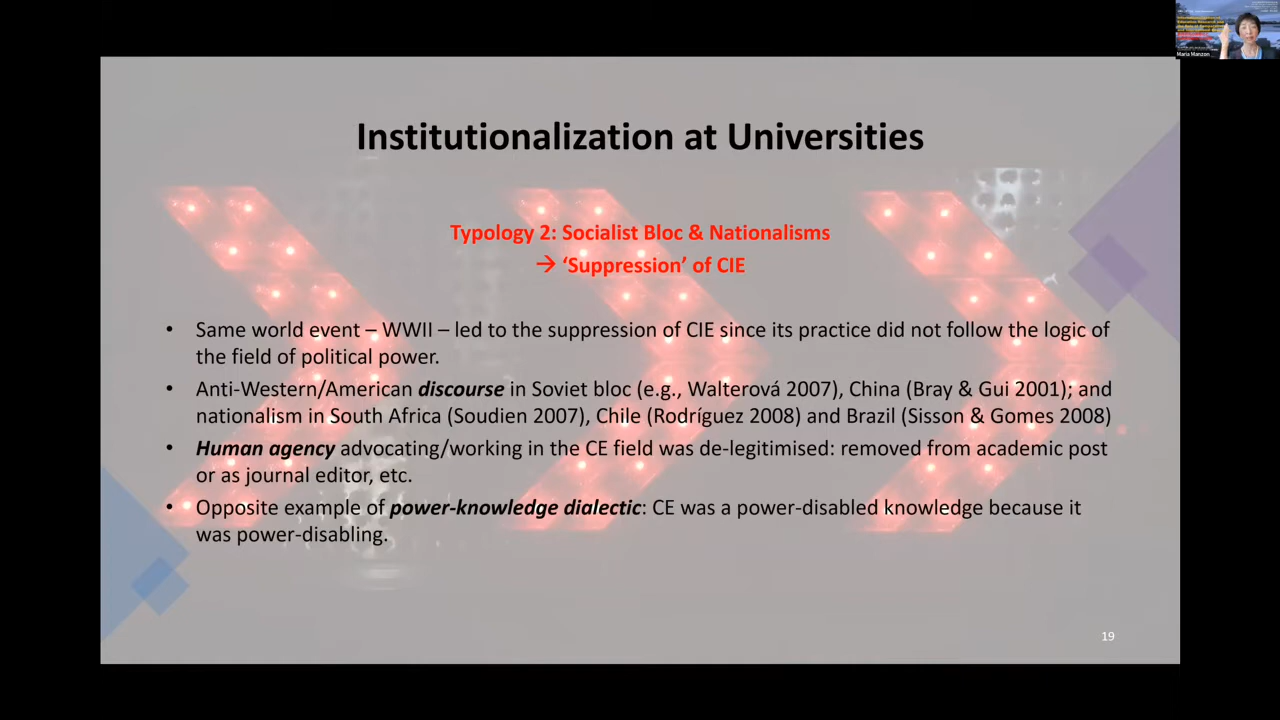 Maria Manzon
Institutionalization at Universities
Typology 2: Socialist Bloc & Nationalisms
→ ‘Suppression’ of CIE
• Same world event – WWII – led to the suppression of CIE since its practice did not follow the logic of
the field of political power.
• Anti-Western/American discourse in Soviet bloc (e.g., Walterová 2007), China (Bray & Gui 2001); and
nationalism in South Africa (Soudien 2007), Chile (Rodríguez 2008) and Brazil (Sisson & Gomes 2008)
• Human agency advocating/working in the CE field was de-legitimised: removed from academic post
or as journal editor, etc.
• Opposite example of power-knowledge dialectic: CE was a power-disabled knowledge because it
was power-disabling.
19